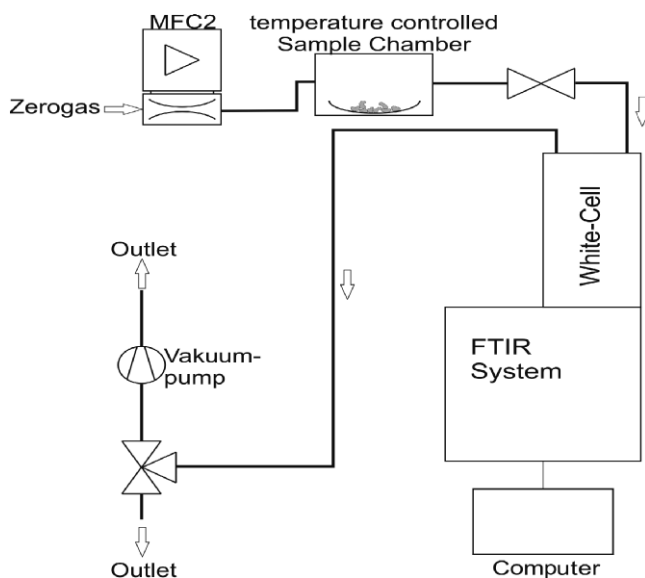 MFC2
temperature controlled
Sample Chamber
Zerogas
White-Cell
Outlet
Vakuum-
pump
FTIR
System
Outlet
Computer